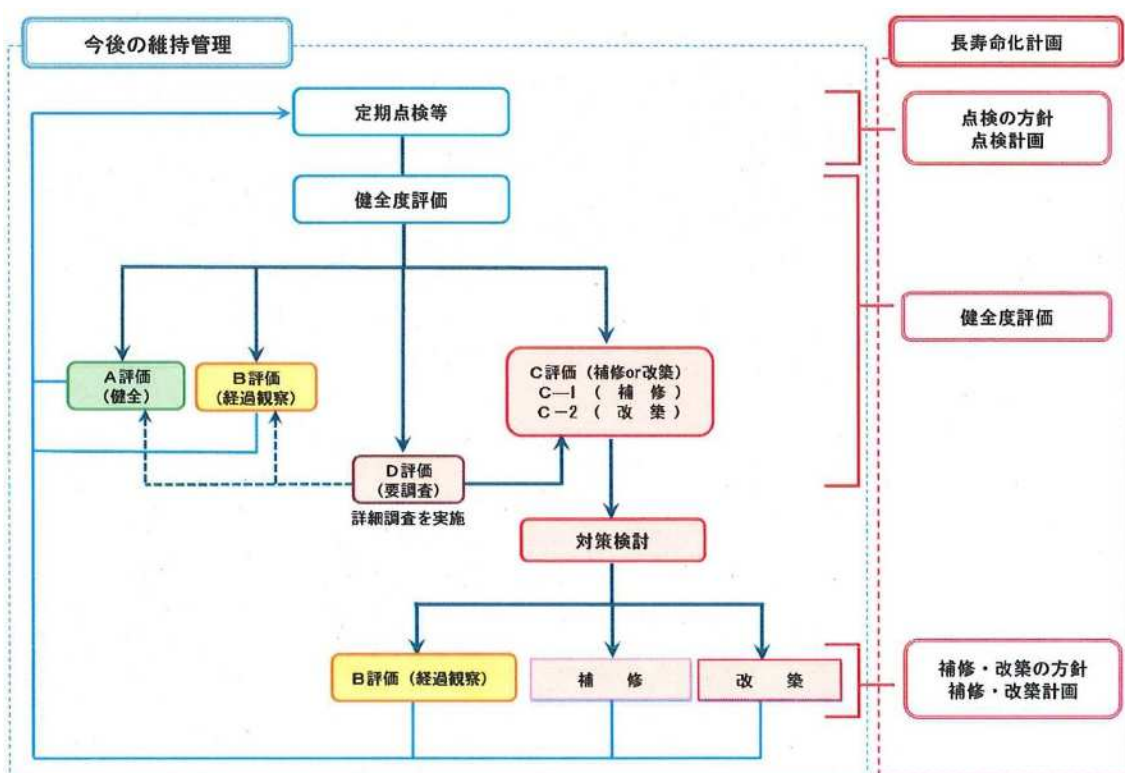 今後の維持管理
長寿命化計画
定期点検等
点検の方針
点検計画
健全度評価
健全度評価
A評価
(健全)
B評価
(経過観察)
C評価(補修or改築)
C―1 ( 補 修 )
C－2 ( 改 築 )
D評価
(要調査)
詳細調査を実施
対策検討
B評価(経過観察)
補 修
改 築
補修・改築の方針
補修・改築計画